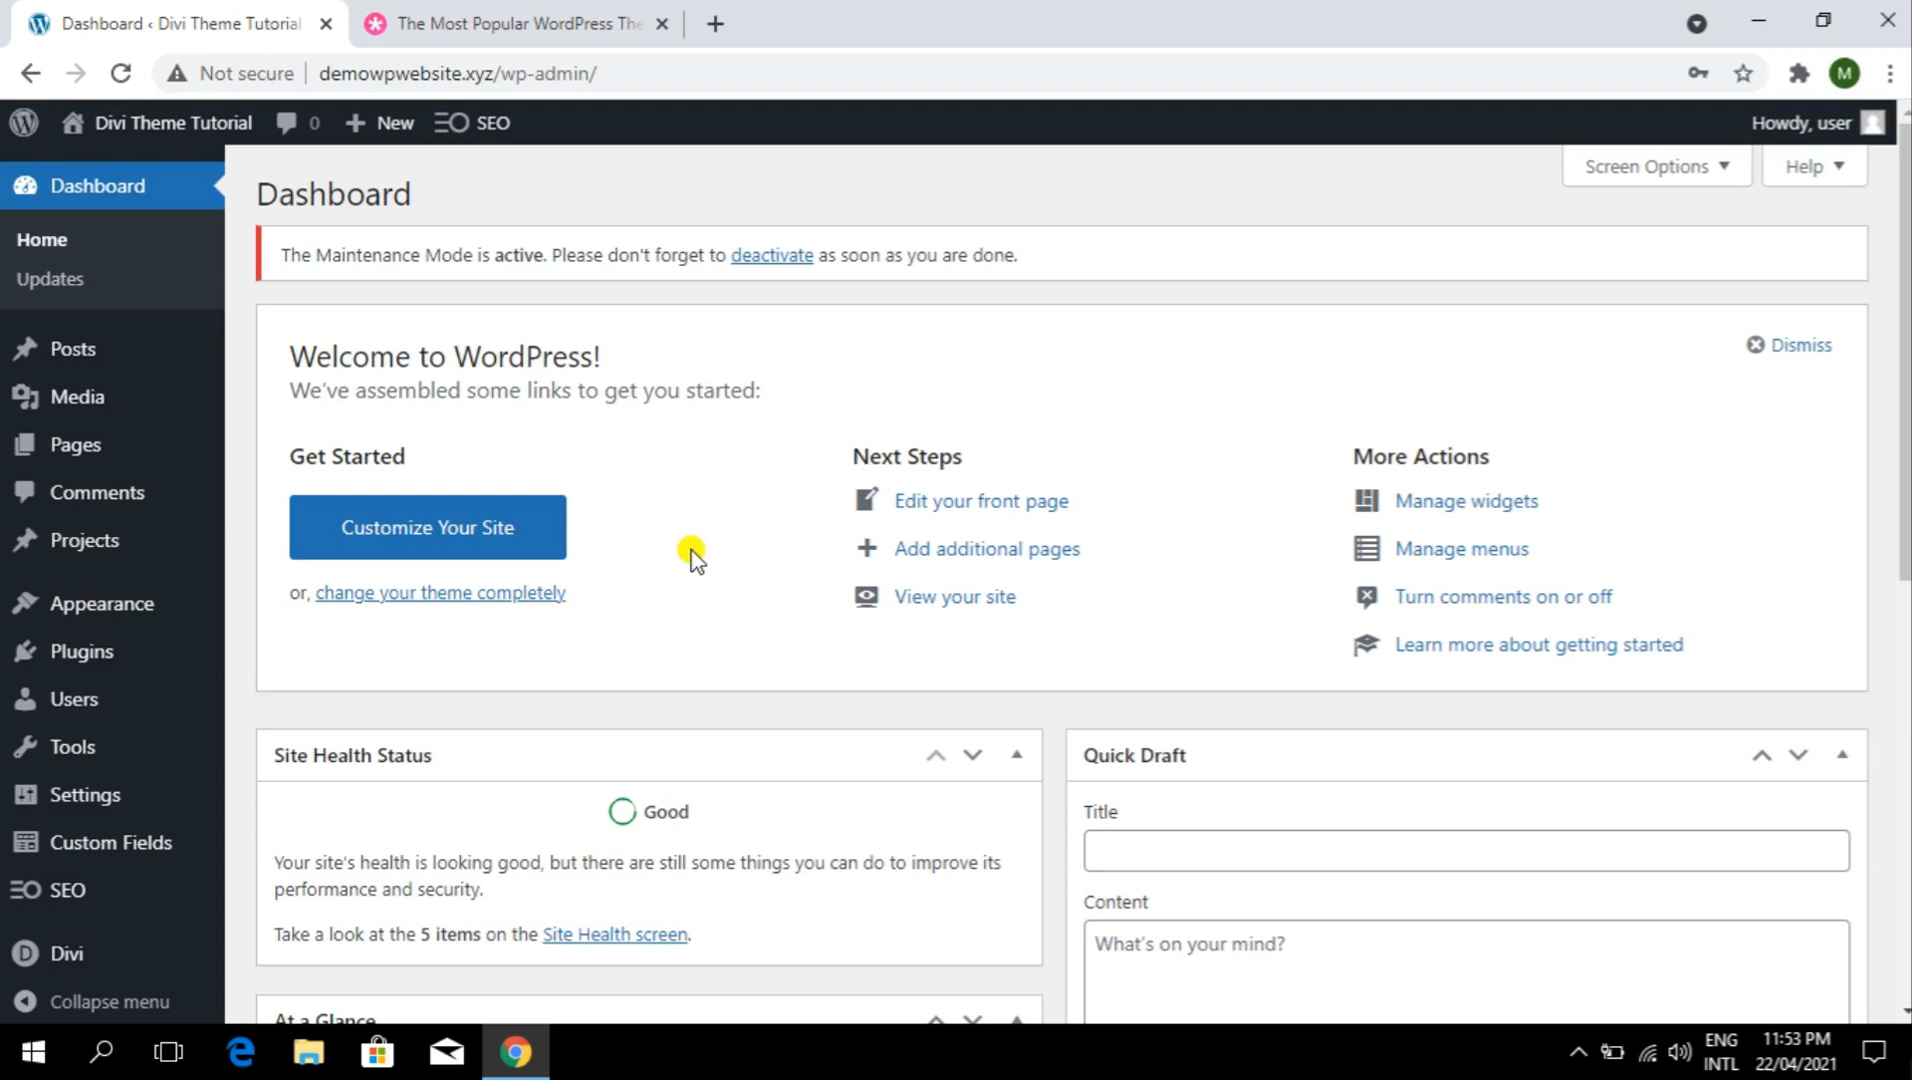 Dashboard ‹ Divi Theme Tutorial
The Most Popular WordPress The
Not secure
demowpwebsite.xyz/wp-admin/
M
Divi Theme Tutorial
0
New
SEO
Howdy, user
Screen Options
Help
Dashboard
Home
Updates
Posts
Media
Pages
Comments
Projects
Appearance
Plugins
Users
Tools
Settings
Custom Fields
SEO
Divi
Collapse menu
Dashboard
The Maintenance Mode is active. Please don't forget to deactivate as soon as you are done.
Welcome to WordPress!
Dismiss
We've assembled some links to get you started:
Get Started
Customize Your Site
or, change your theme completely
Next Steps
Edit your front page
Add additional pages
View your site
More Actions
Manage widgets
Manage menus
Turn comments on or off
Learn more about getting started
Site Health Status
Good
Your site's health is looking good, but there are still some things you can do to improve its
performance and security.
Take a look at the 5 items on the Site Health screen.
At a Glance
Quick Draft
Title
Content
What's on your mind?
ENG
INTL
11:53 PM
22/04/2021